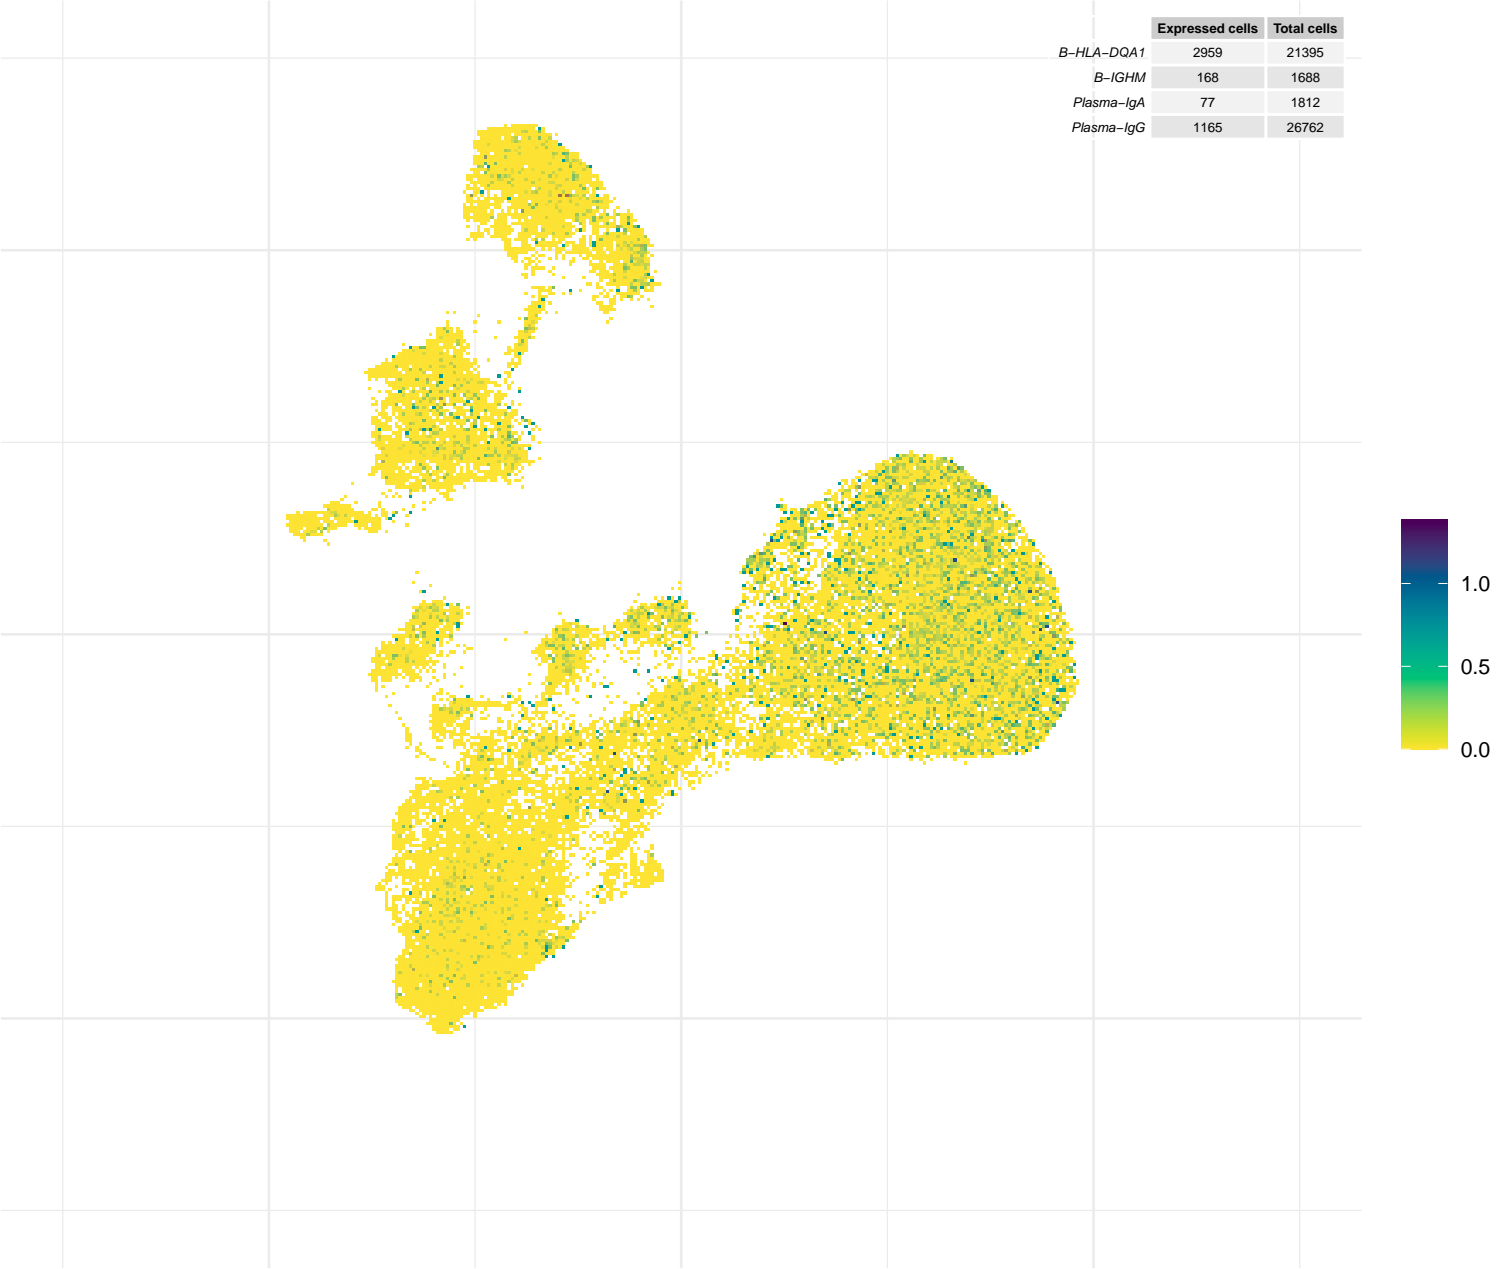 Expressed cells Total cells
B−HLA−DQA1 2959 21395
B−IGHM 168 1688
Plasma−IgA 77 1812
Plasma−IgG 1165 26762
1.0
0.5
0.0